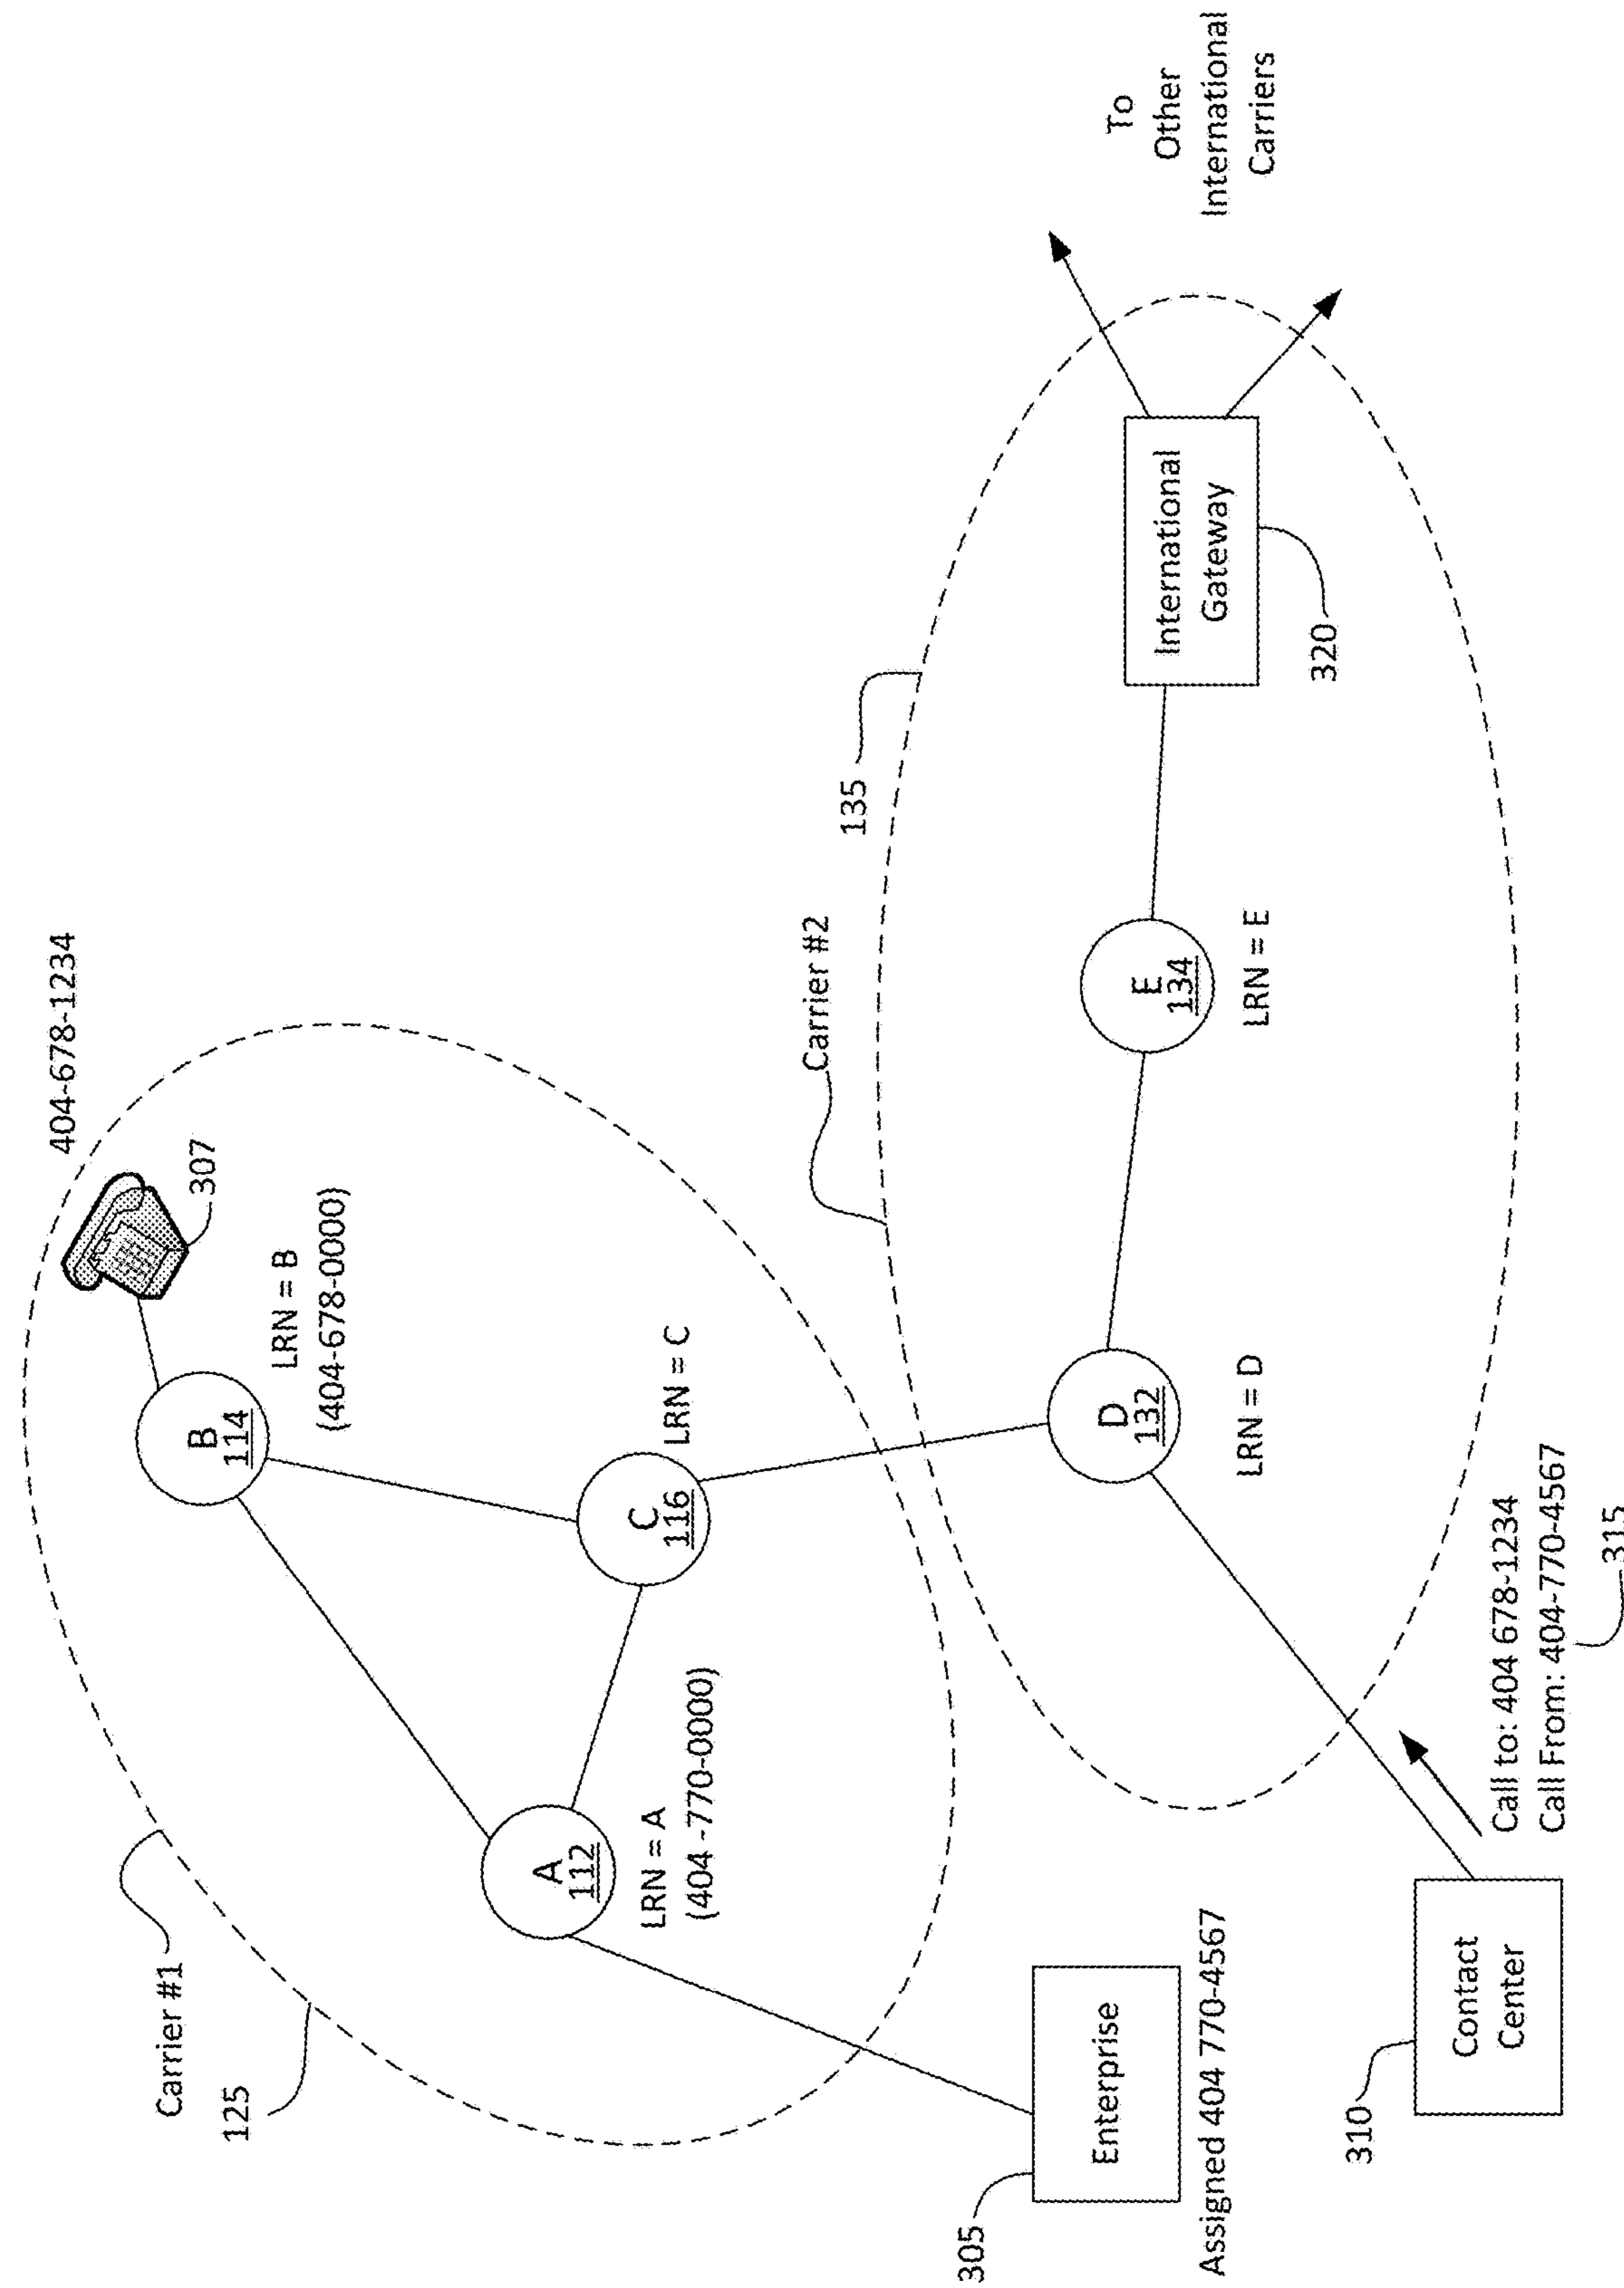 Carrier #1
125
404-678-1234
307
B
114
LRN = B
(404-678-0000)
A
112
LRN = A
(404 -770-0000)
C
116
LRN = C
Carrier #2
135
305
Enterprise
Assigned 404 770-4567
D
132
LRN = D
E
134
LRN = E
International
Gateway
320
To
Other
International
Carriers
310
Contact
Center
Call to: 404 678-1234
Call From: 404-770-4567
315